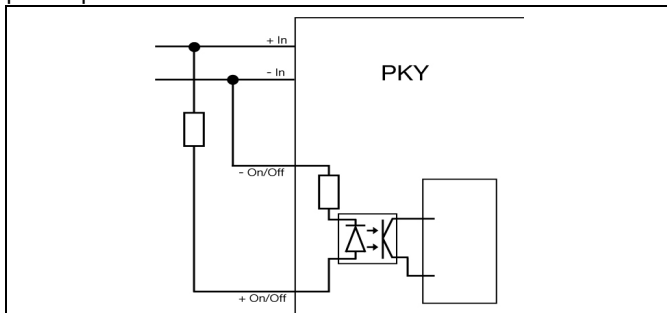 + In
- In
PKY
- On/Off
+ On/Off